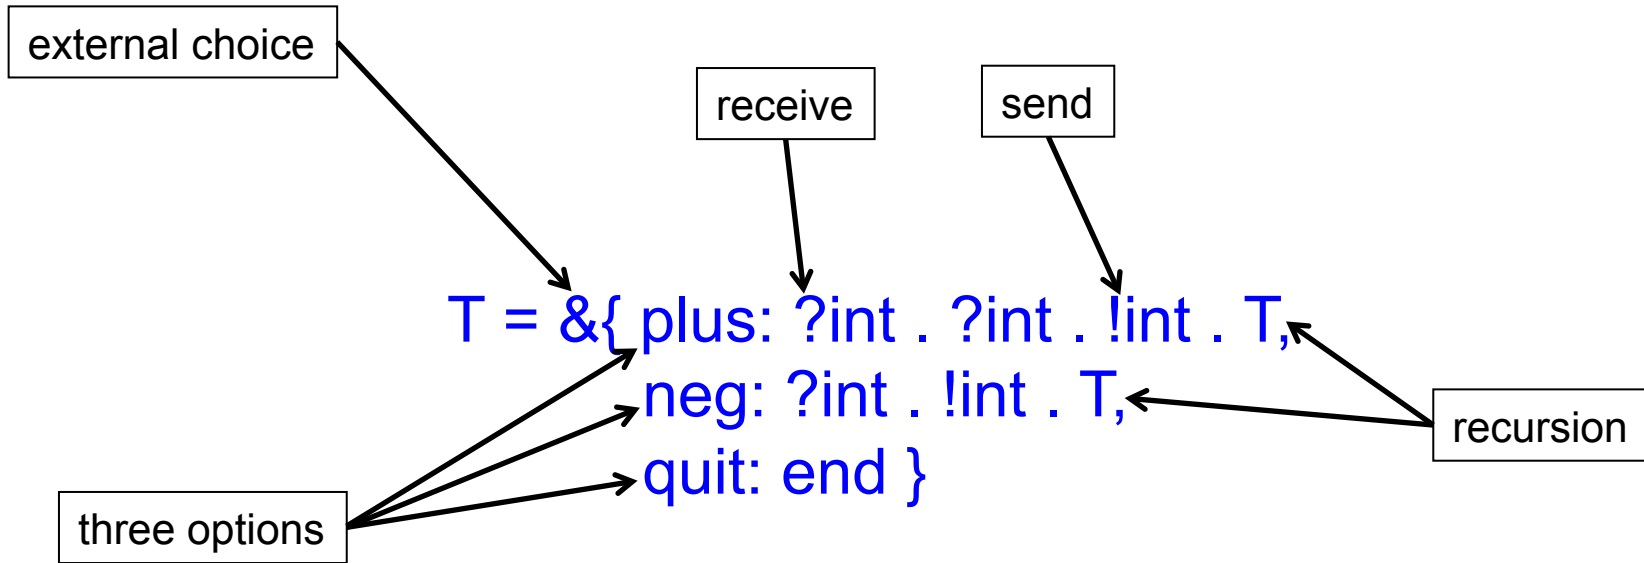 external choice
receive
send
T = &{ plus: ?int . ?int . !int . T,
neg: ?int . !int . T,
quit: end }
recursion
three options